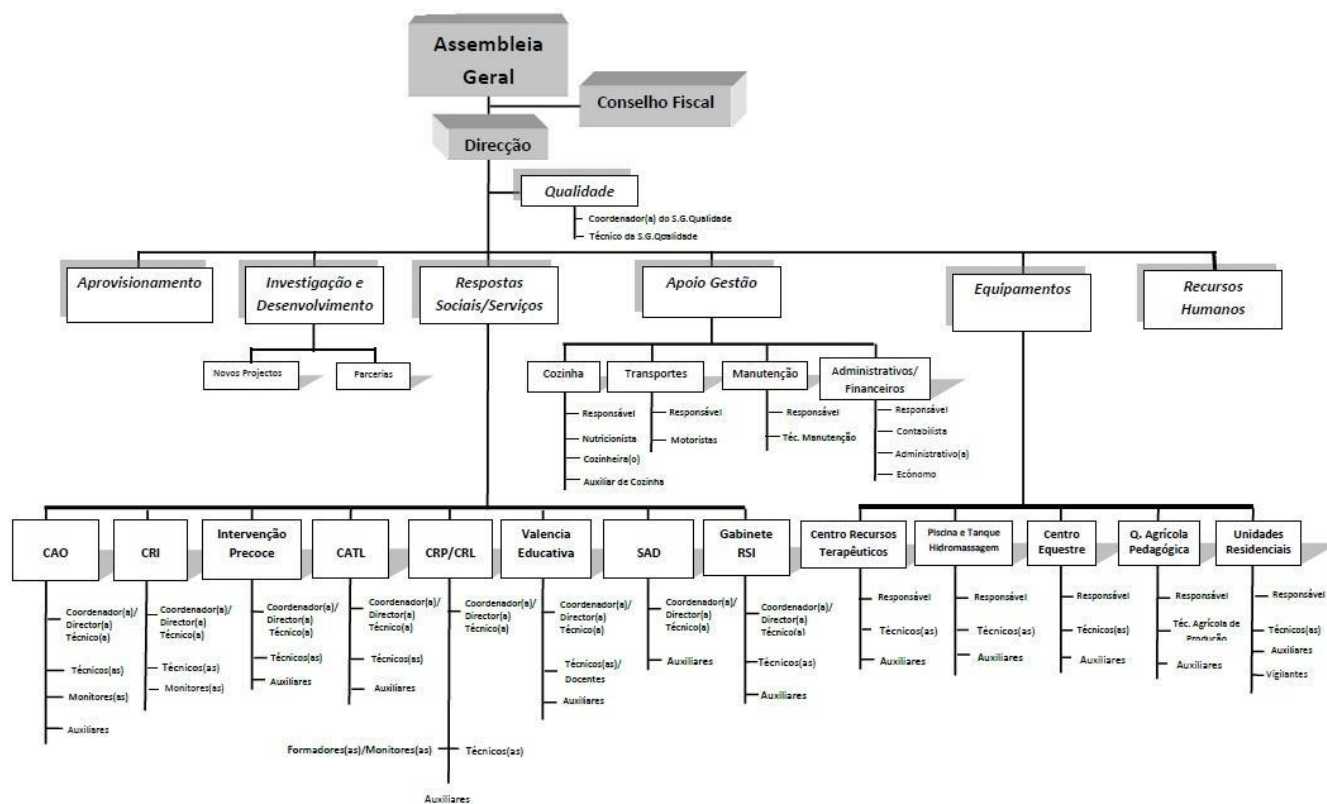 Assembleia
Geral
Conselho Fiscal
Direcção
Qualidade
Coordenador(a) do S.G.Qualidade
Técnico da S.G.Qualidade
Aprovisionamento
Investigação e
Desenvolvimento
Respostas
Sociais/Serviços
Apoio Gestão
Equipamentos
Recursos
Humanos
Novos Projectos
Parcerias
Cozinha
Responsável
Nutricionista
Cozinheira(o)
Auxiliar de Cozinha
Transportes
Responsável
Motoristas
Manutenção
Responsável
Téc. Manutenção
Administrativos/
Financeiros
Responsável
Contabilista
Administrativo(a)
Ecónomo
CAO
Coordenador(a)/
Director(a)
Técnico(a)
Técnicos(as)
Monitores(as)
Auxiliares
CRI
Coordenador(a)/
Director(a)
Técnico(a)
Técnicos(as)
Monitores(as)
Intervenção
Precoce
Coordenador(a)/
Director(a)
Técnico(a)
Técnicos(as)
Auxiliares
CATL
Coordenador(a)/
Director(a)
Técnico(a)
Técnicos(as)
Auxiliares
CRP/CRL
Coordenador(a)/
Director(a)
Técnico(a)
Formadores(as)/Monitores(as)
Técnicos(as)
Auxiliares
Valencia
Educativa
Coordenador(a)/
Director(a)
Técnico(a)
Técnicos(as)/
Docentes
Auxiliares
SAD
Coordenador(a)/
Director(a)
Técnico(a)
Auxiliares
Gabinete
RSI
Coordenador(a)/
Director(a)
Técnico(a)
Técnicos(as)
Auxiliares
Centro Recursos
Terapêuticos
Responsável
Técnicos(as)
Auxiliares
Piscina e Tanque
Hidromassagem
Responsável
Técnicos(as)
Auxiliares
Centro
Equestre
Responsável
Técnicos(as)
Auxiliares
Q. Agrícola
Pedagógica
Responsável
Téc. Agrícola de
Produção
Auxiliares
Unidades
Residenciais
Responsável
Técnicos(as)
Auxiliares
Vigilantes